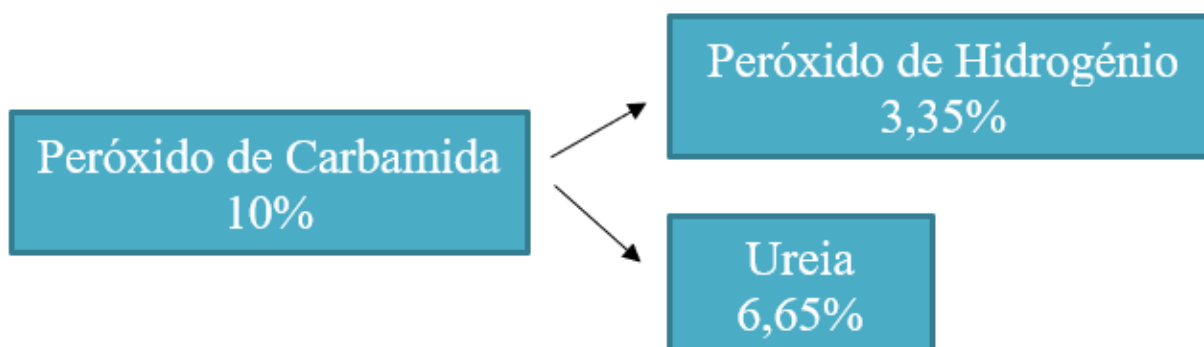 Peróxido de Carbamida
10%
Peróxido de Hidrogénio
3,35%
Ureia
6,65%